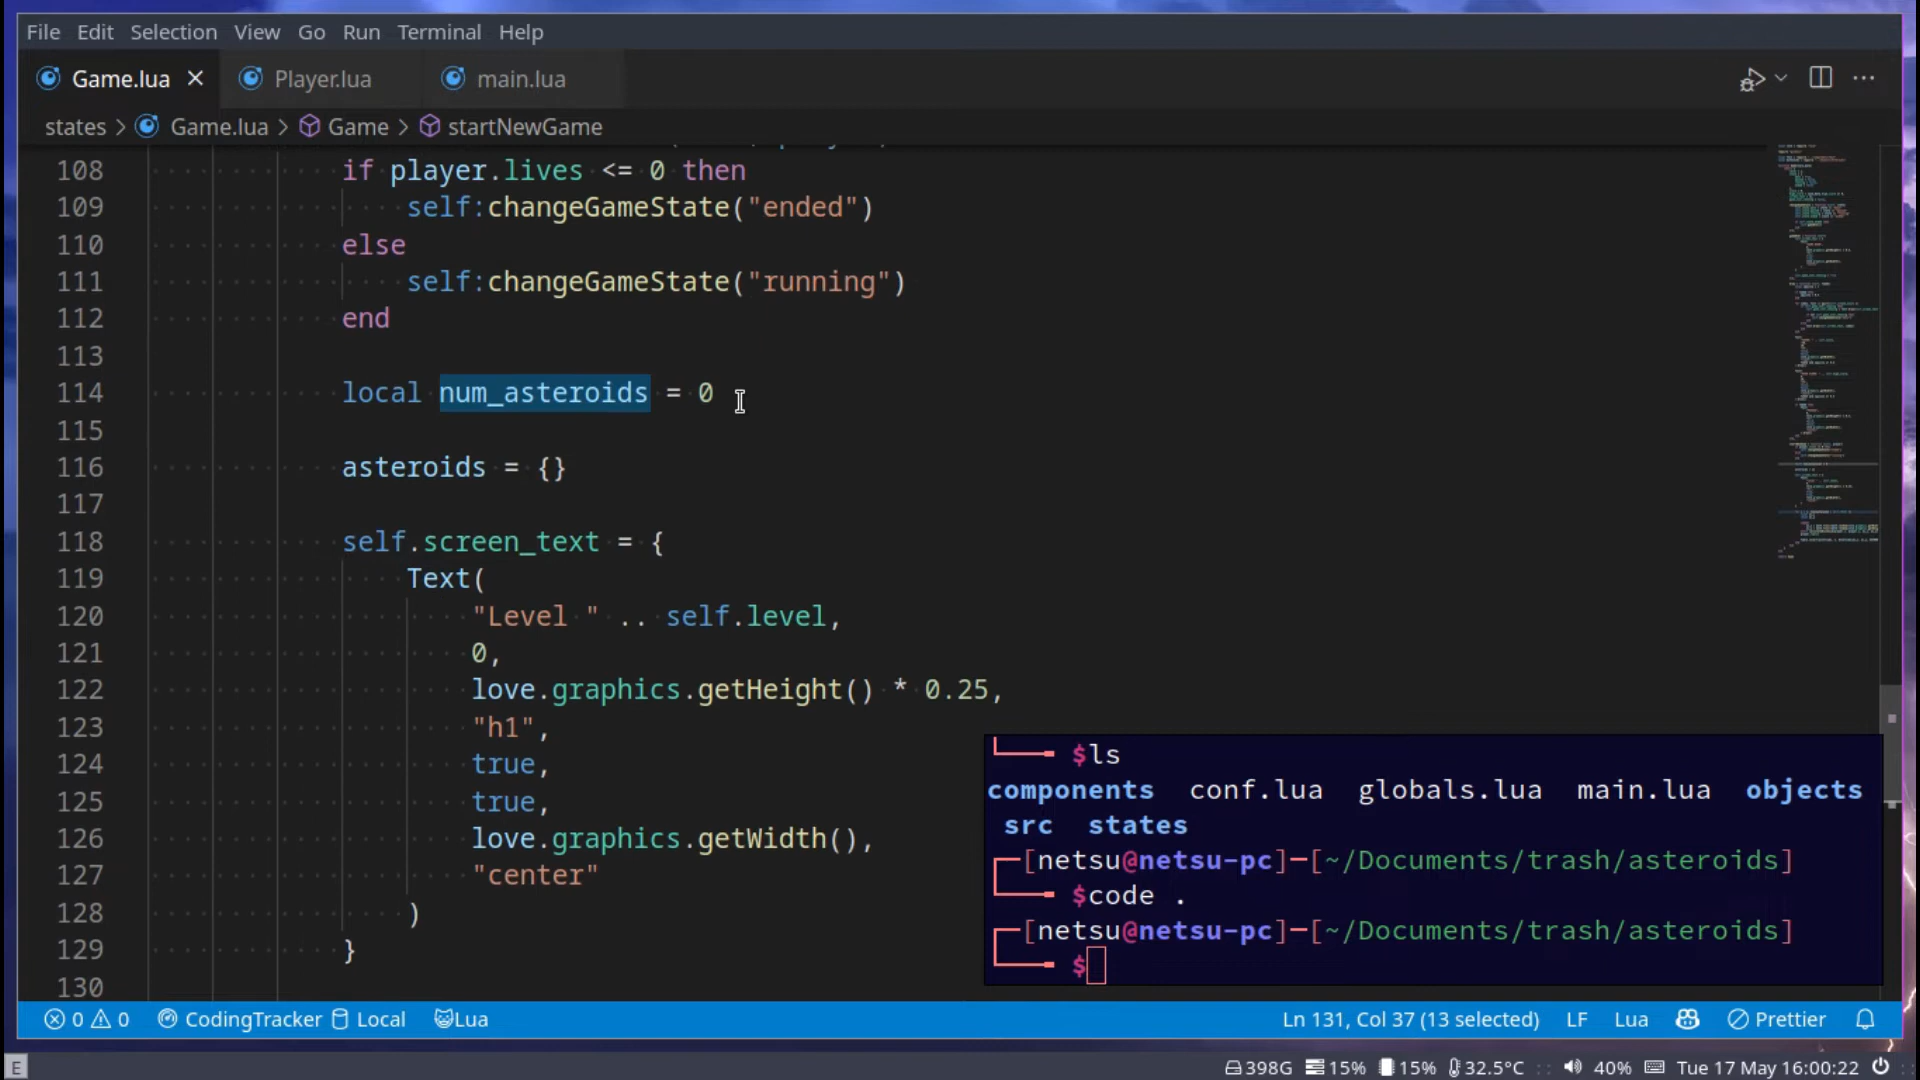 File Edit Selection View Go Run Terminal Help
Game.lua Player.lua main.lua
states > Game.lua > Game > startNewGame
108 if player.lives <= 0 then
109 self:changeGameState("ended")
110 else
111 self:changeGameState("running")
112 end
113
114 local num_asteroids = 0
115
116 asteroids = {}
117
118 self.screen_text = {
119 Text(
120 "Level " .. self.level,
121 0,
122 love.graphics.getHeight() * 0.25,
123 "h1",
124 true,
125 true,
126 love.graphics.getWidth(),
127 "center"
128 )
129 }
130
$ls
components conf.lua globals.lua main.lua objects
src states
[netsu@netsu-pc]-[~/Documents/trash/asteroids]
$code .
[netsu@netsu-pc]-[~/Documents/trash/asteroids]
$
0 0 CodingTracker Local Lua Ln 131, Col 37 (13 selected) LF Lua Prettier
E 398G 15% 15% 32.5°C 40% Tue 17 May 16:00:22